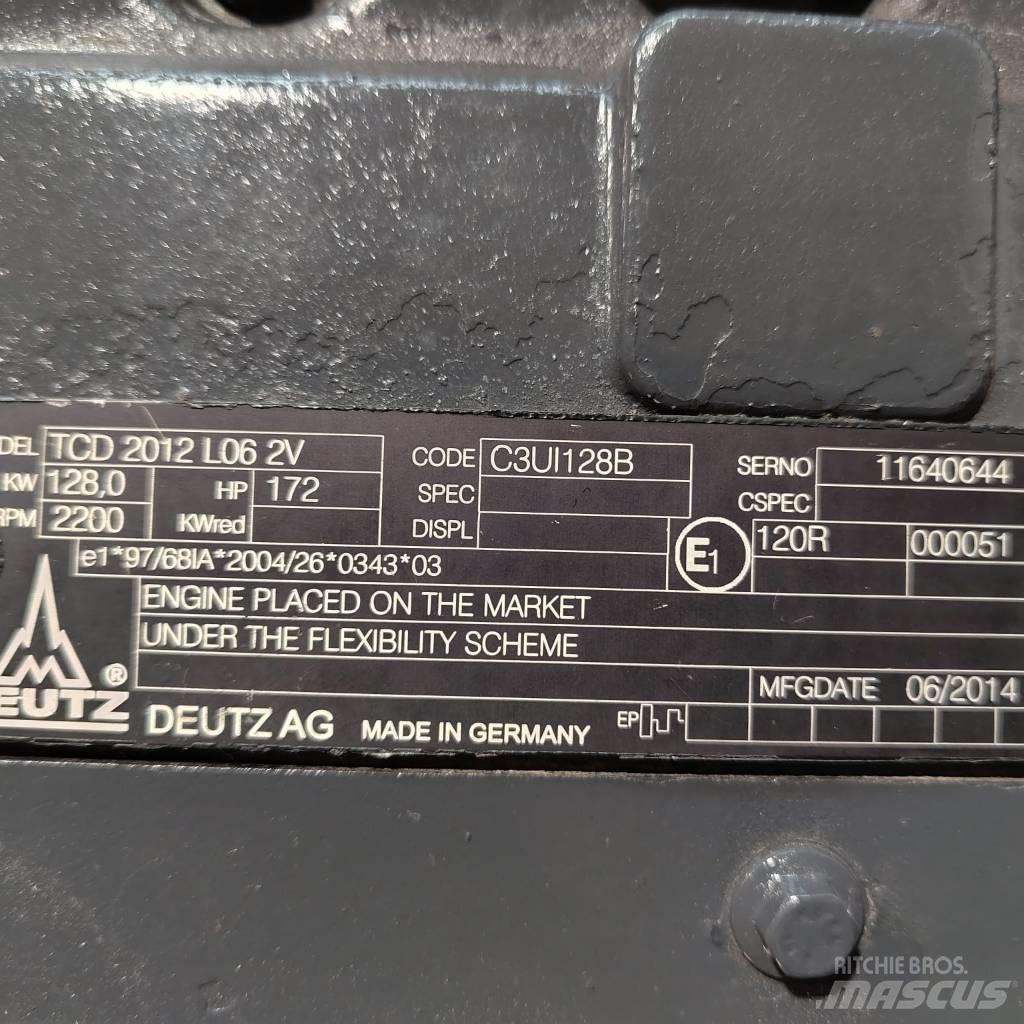 DEL TCD 2012 L06 2V CODE C3UI128B SERNO 11640644
KW 128,0 HP 172 SPEC CSPEC
RPM 2200 KWred DISPL E1 120R 000051
e1*97/68IA*2004/26*0343*03
ENGINE PLACED ON THE MARKET
UNDER THE FLEXIBILITY SCHEME
MFGDATE 06/2014
DEUTZ ® DEUTZ AG MADE IN GERMANY EP
RITCHIE BROS.
MASCUS